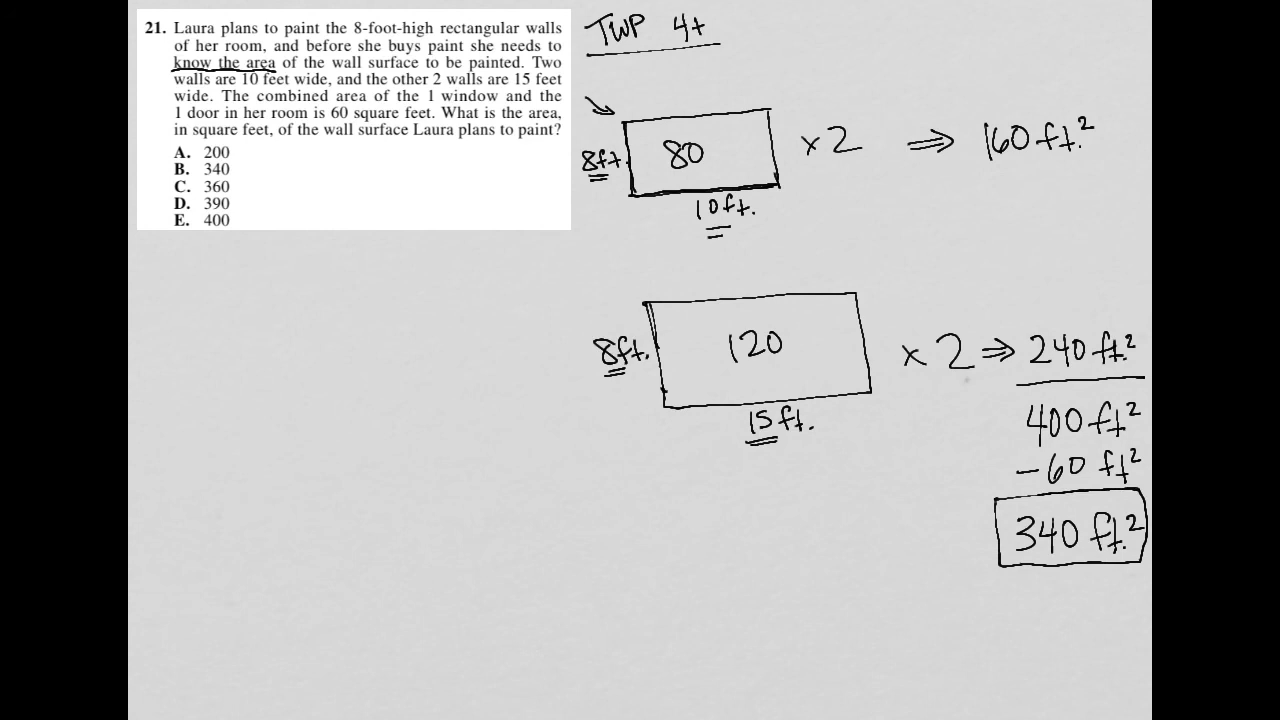 21. Laura plans to paint the 8-foot-high rectangular walls
of her room, and before she buys paint she needs to
know the area of the wall surface to be painted. Two
walls are 10 feet wide, and the other 2 walls are 15 feet
wide. The combined area of the 1 window and the
1 door in her room is 60 square feet. What is the area,
in square feet, of the wall surface Laura plans to paint?
A. 200
B. 340
C. 360
D. 390
E. 400
TWP 4+
8ft. 80 x 2 ⇒ 160 ft.²
10ft.
8ft. 120 x 2 ⇒ 240 ft.²
15 ft.
400 ft²
– 60 ft²
340 ft.²